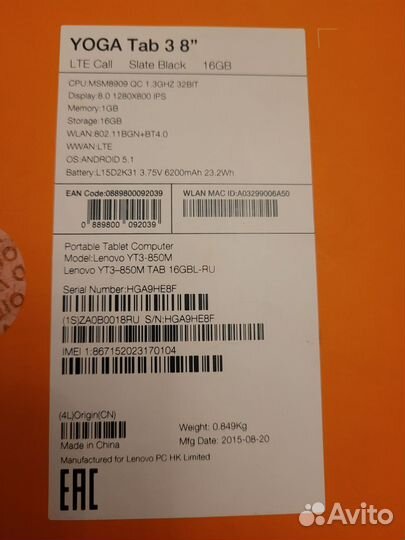 YOGA Tab 3 8”
LTE Call Slate Black 16GB
CPU:MSM8909 QC 1.3GHZ 32BIT
Display:8.0 1280X800 IPS
Memory:1GB
Storage:16GB
WLAN:802.11BGN+BT4.0
WWAN:LTE
OS:ANDROID 5.1
Battery:L15D2K31 3.75V 6200mAh 23.2Wh
EAN Code:0889800092039 WLAN MAC ID:A03299006A50
0 889800 092039
Portable Tablet Computer
Model:Lenovo YT3-850M
Lenovo YT3-850M TAB 16GBL-RU
Serial Number:HGA9HE8F
(1S)ZA0B0018RU S/N:HGA9HE8F
IMEI 1:867152023170104
(4L)Origin(CN)
Weight: 0.849Kg
Made in China Mfg Date: 2015-08-20
Manufactured for Lenovo PC HK Limited
EAC
Avito